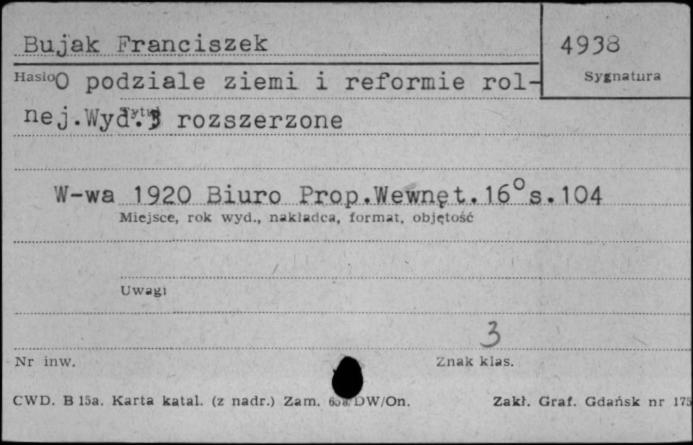 Bujak Franciszek
4938
Hasło
Sygnatura
O podziale ziemi i reformie rol-
nej.Wyd.3 rozszerzone
Tytuł
W-wa 1920 Biuro Prop.Wewnęt.16°s.104
Miejsce, rok wyd., nakładca, format, objętość
Uwagi
3
Nr inw.
Znak klas.
CWD. B 15a. Karta katal. (z nadr.) Zam. DW/On.
Zakł. Graf. Gdańsk nr 175